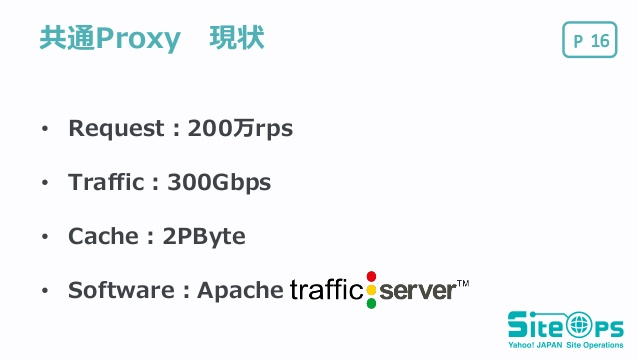 共通Proxy 現状
P 16
• Request : 200万rps
• Traffic : 300Gbps
• Cache : 2PByte
• Software : Apache traffic server™
SiteOps
Yahoo! JAPAN Site Operations